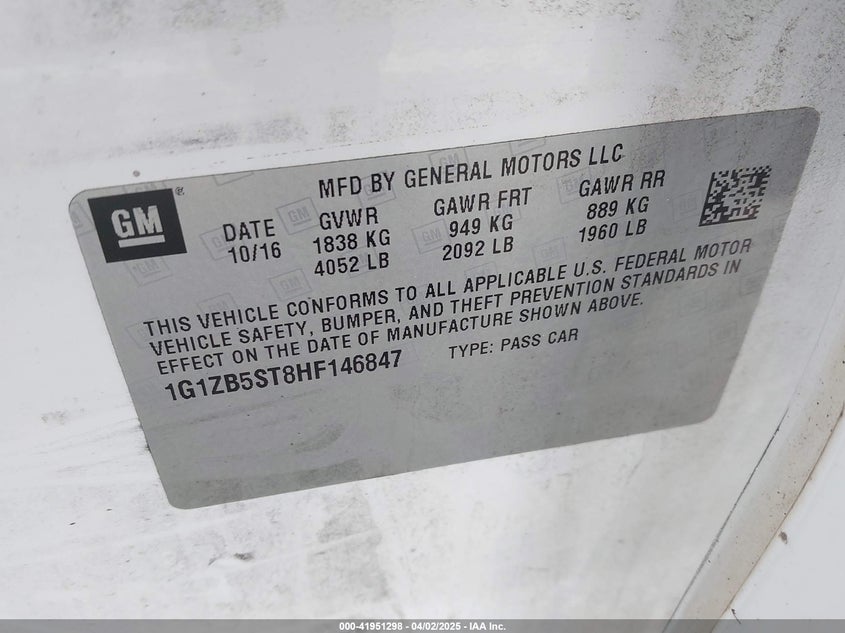 GM
®
MFD BY GENERAL MOTORS LLC
DATE GVWR GAWR FRT GAWR RR
10/16 1838 KG 949 KG 889 KG
4052 LB 2092 LB 1960 LB
THIS VEHICLE CONFORMS TO ALL APPLICABLE U.S. FEDERAL MOTOR
VEHICLE SAFETY, BUMPER, AND THEFT PREVENTION STANDARDS IN
EFFECT ON THE DATE OF MANUFACTURE SHOWN ABOVE.
1G1ZB5ST8HF146847 TYPE: PASS CAR
000-41951298 - 04/02/2025 - IAA Inc.